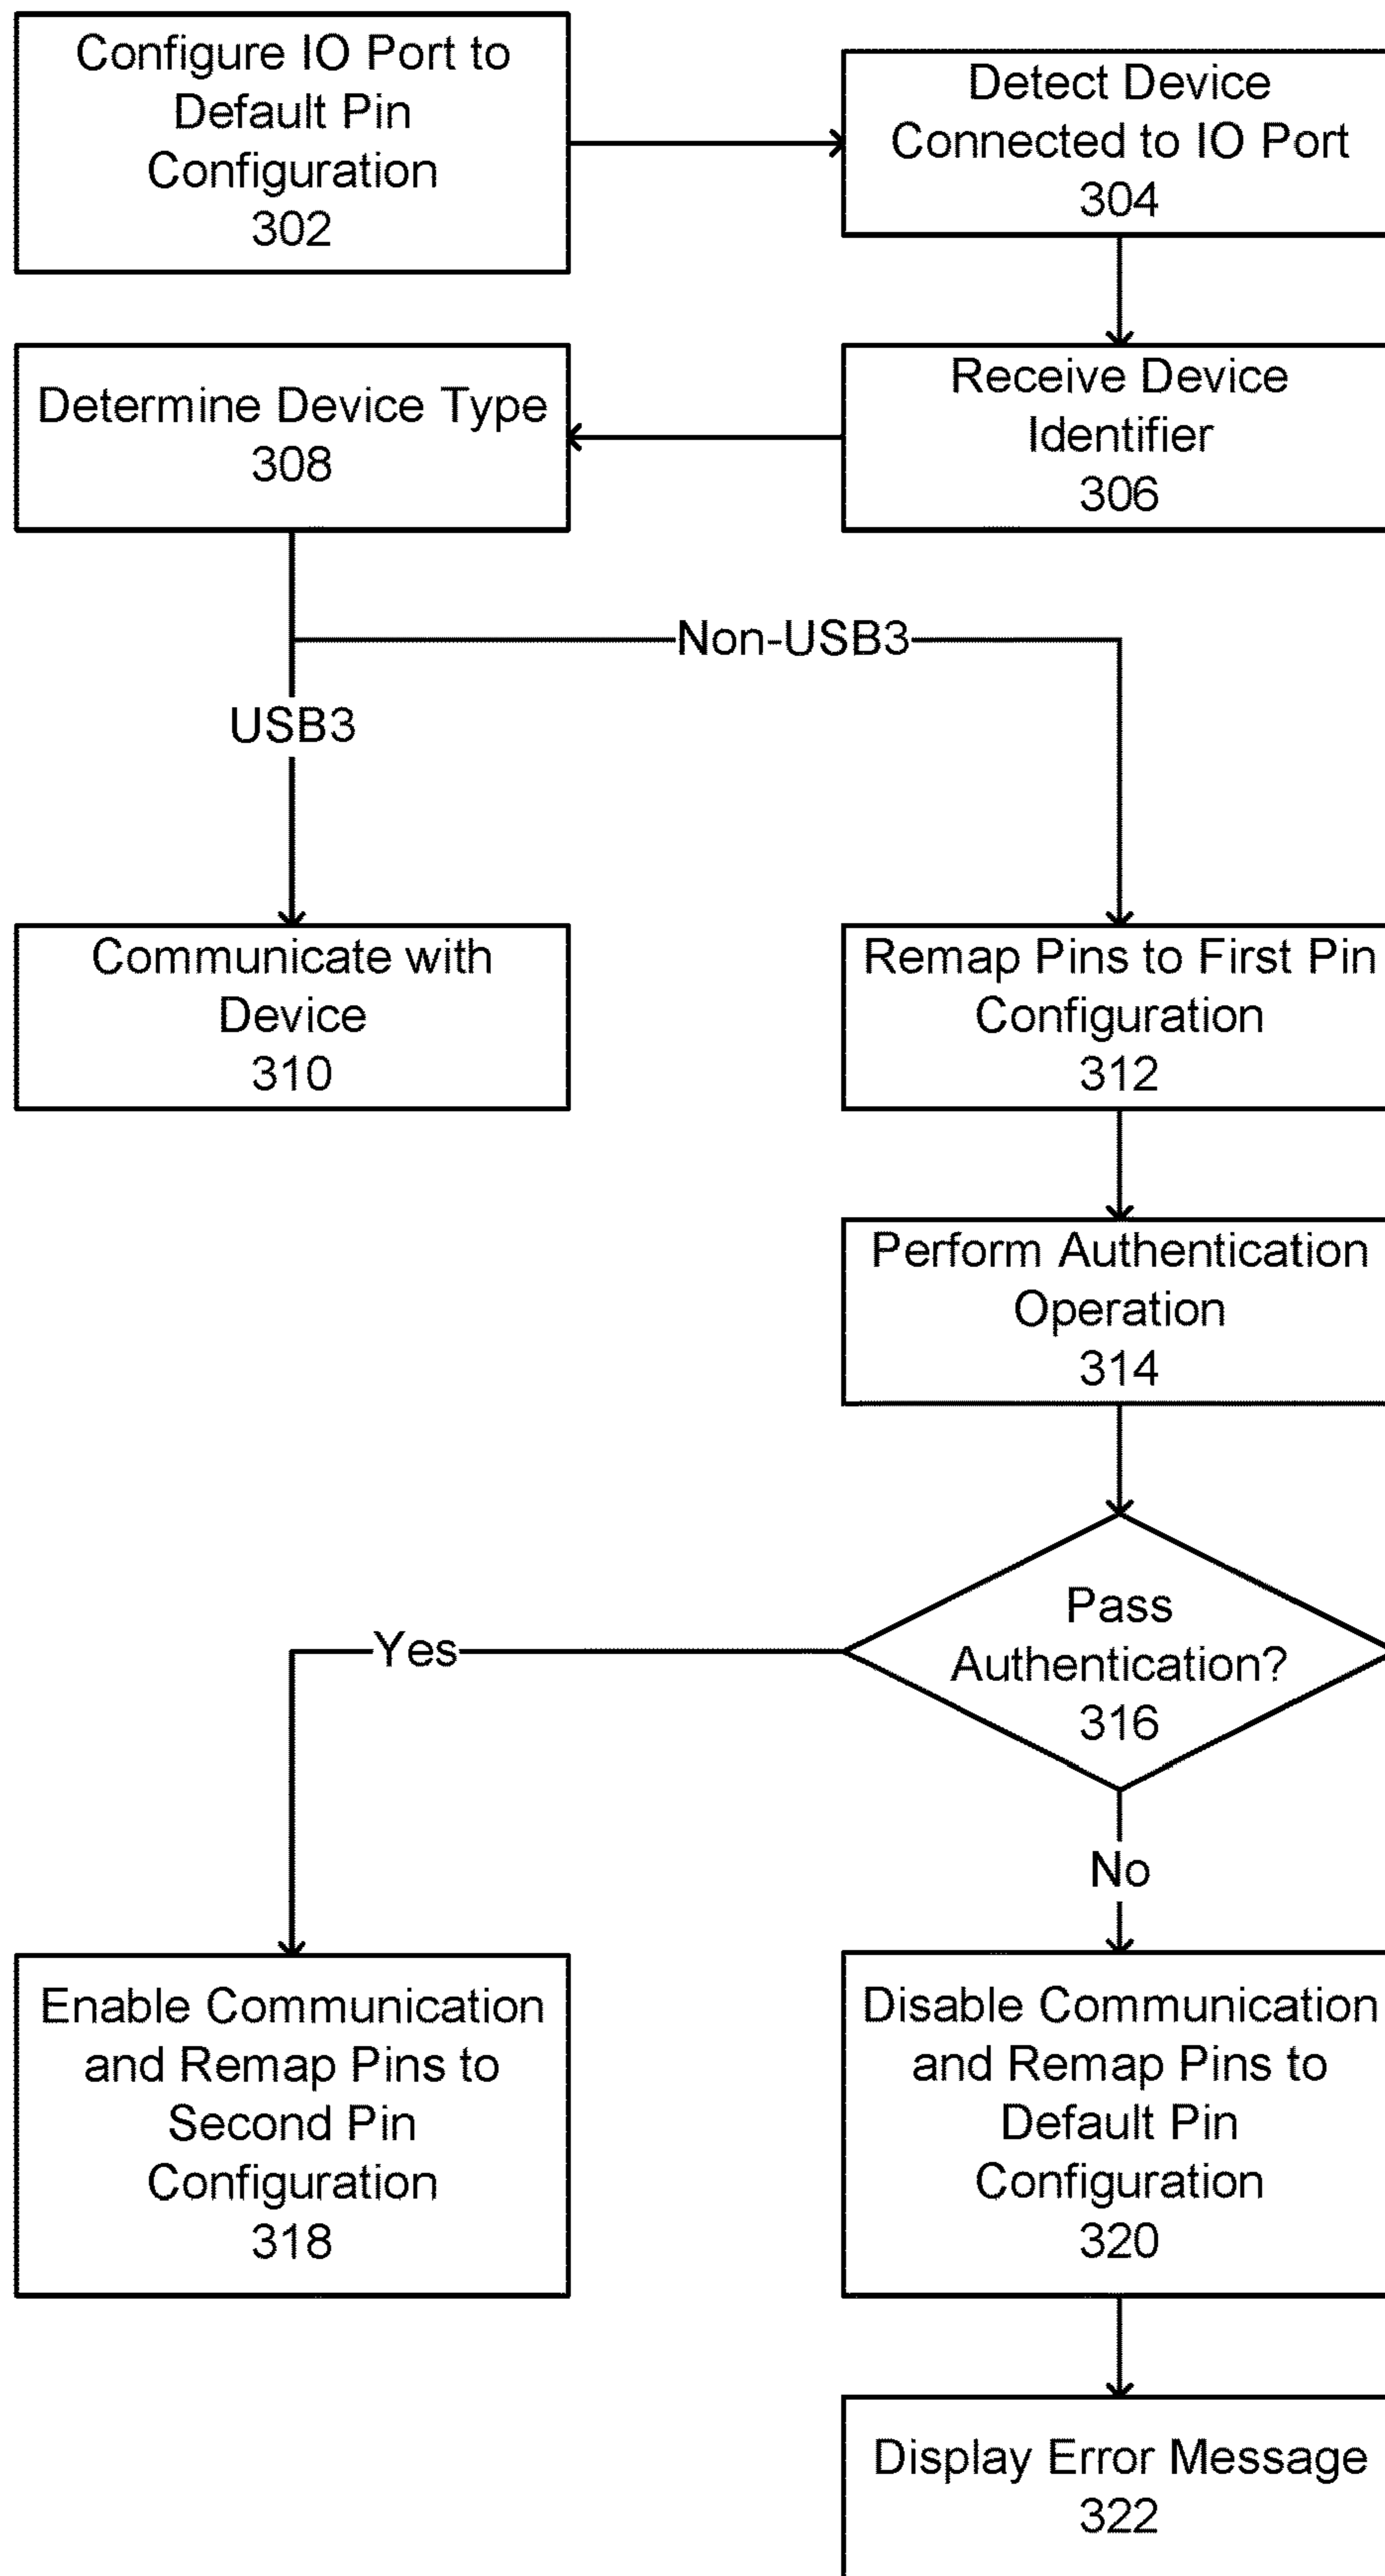 Configure IO Port to
Default Pin
Configuration
302
Detect Device
Connected to IO Port
304
Determine Device Type
308
Receive Device
Identifier
306
Non-USB3
USB3
Communicate with
Device
310
Remap Pins to First Pin
Configuration
312
Perform Authentication
Operation
314
Pass
Authentication?
316
Yes
No
Enable Communication
and Remap Pins to
Second Pin
Configuration
318
Disable Communication
and Remap Pins to
Default Pin
Configuration
320
Display Error Message
322